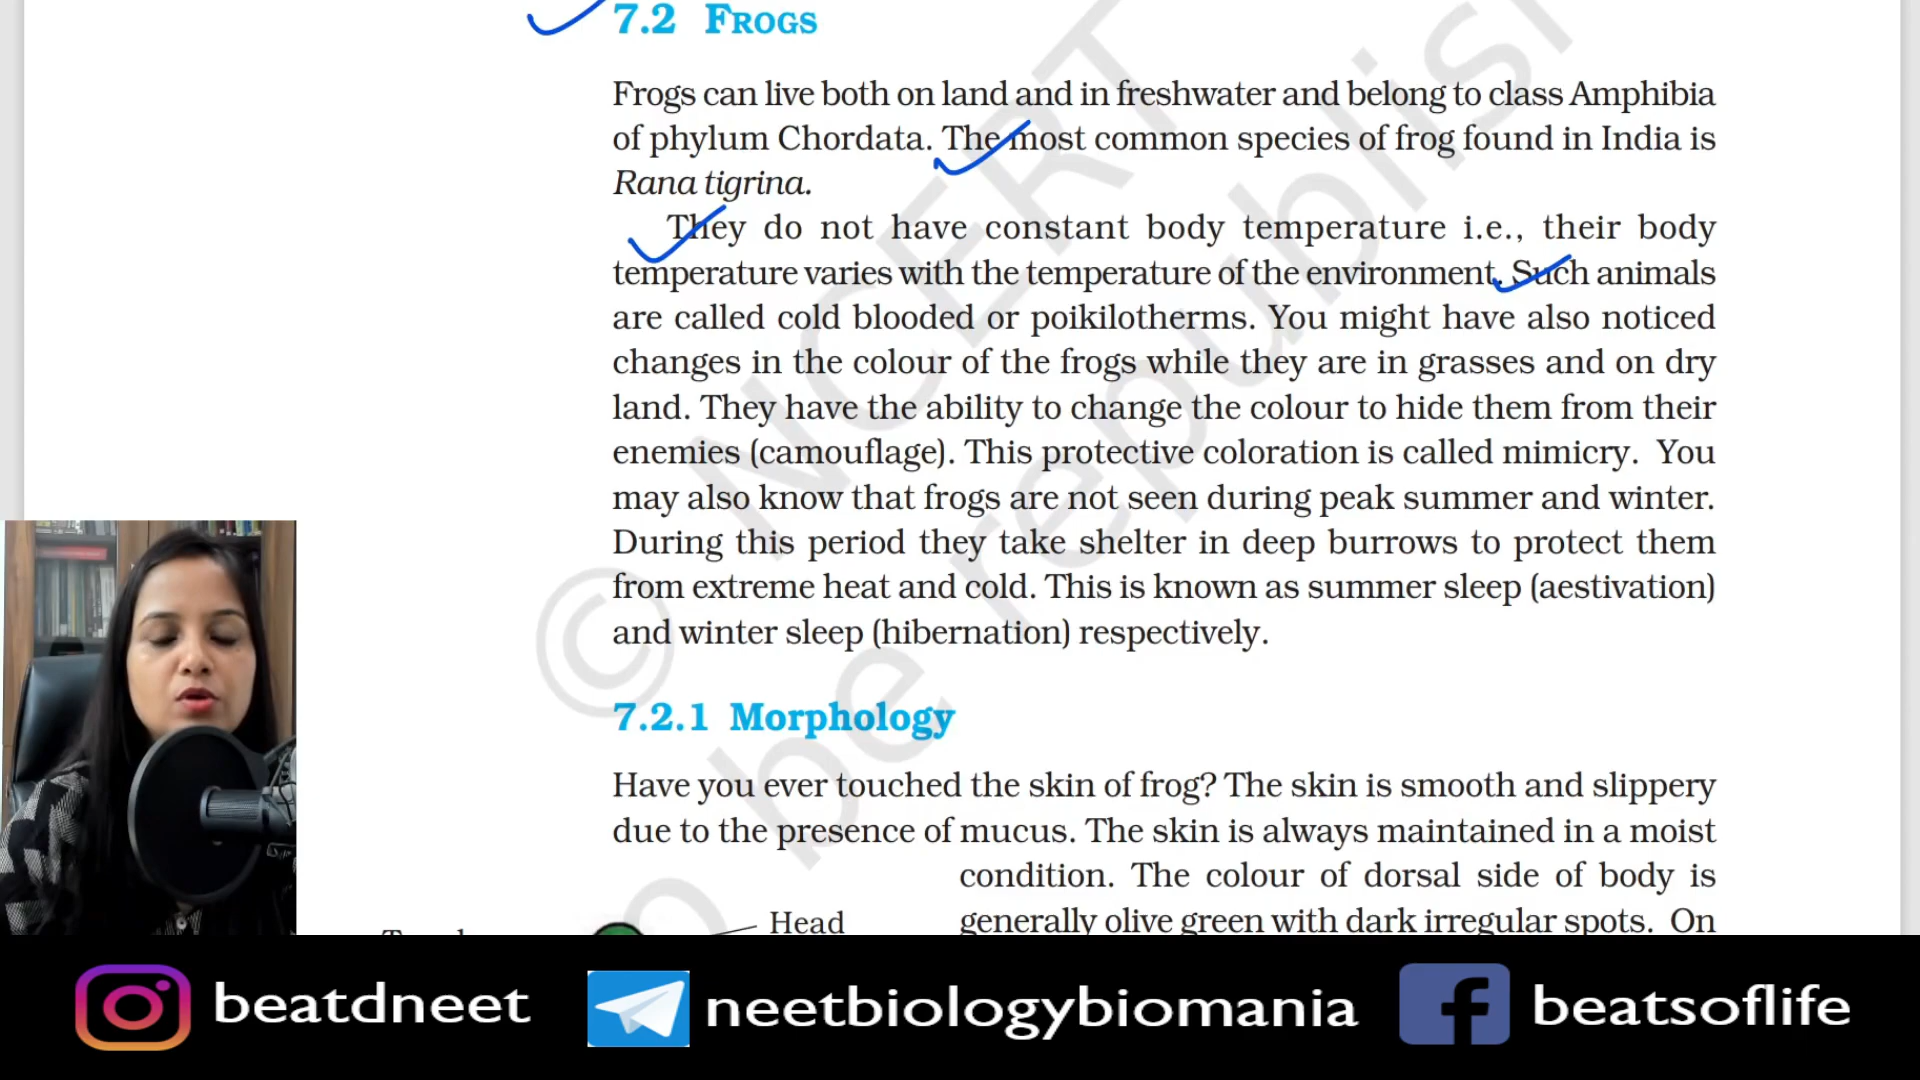 7.2 FROGS
Frogs can live both on land and in freshwater and belong to class Amphibia
of phylum Chordata. The most common species of frog found in India is
Rana tigrina.
They do not have constant body temperature i.e., their body
temperature varies with the temperature of the environment. Such animals
are called cold blooded or poikilotherms. You might have also noticed
changes in the colour of the frogs while they are in grasses and on dry
land. They have the ability to change the colour to hide them from their
enemies (camouflage). This protective coloration is called mimicry. You
may also know that frogs are not seen during peak summer and winter.
During this period they take shelter in deep burrows to protect them
from extreme heat and cold. This is known as summer sleep (aestivation)
and winter sleep (hibernation) respectively.
7.2.1 Morphology
Have you ever touched the skin of frog? The skin is smooth and slippery
due to the presence of mucus. The skin is always maintained in a moist
condition. The colour of dorsal side of body is
generally olive green with dark irregular spots. On
Head
© NCERT
be republish
beatdneet
neetbiologybiomania
beatsoflife